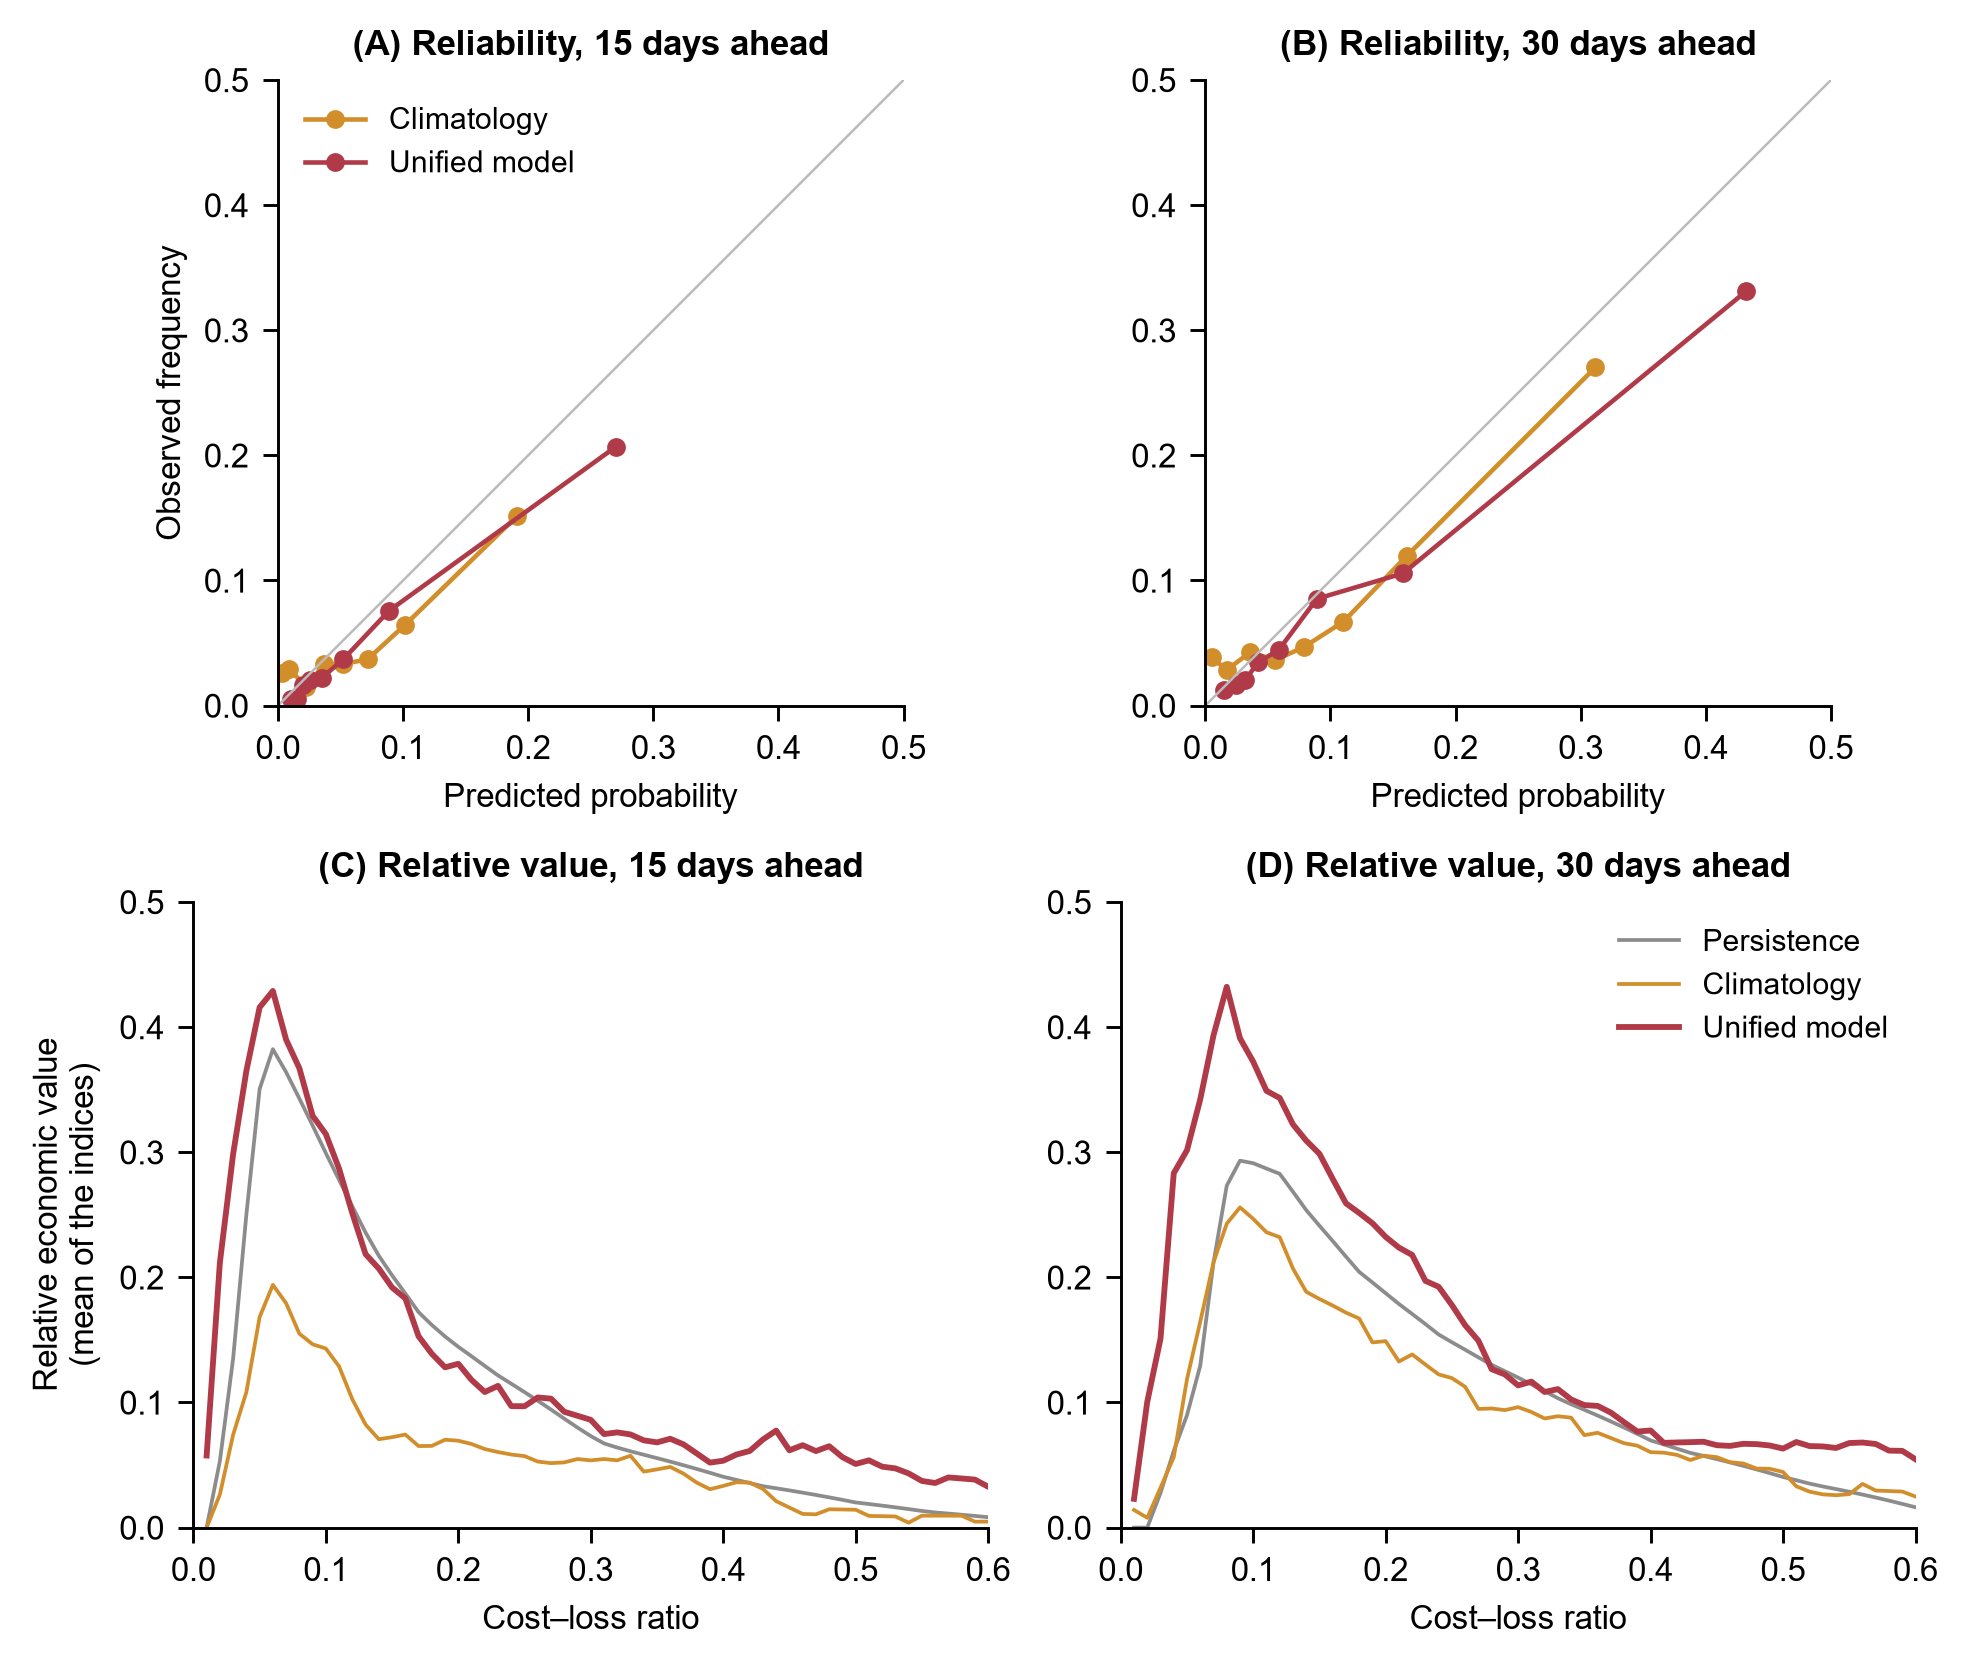 (A) Reliability, 15 days ahead
0.5
0.4
0.3
0.2
0.1
0.0
Observed frequency
Climatology
Unified model
0.0 0.1 0.2 0.3 0.4 0.5
Predicted probability
(B) Reliability, 30 days ahead
0.5
0.4
0.3
0.2
0.1
0.0
0.0 0.1 0.2 0.3 0.4 0.5
Predicted probability
(C) Relative value, 15 days ahead
0.5
0.4
0.3
0.2
0.1
0.0
Relative economic value
(mean of the indices)
0.0 0.1 0.2 0.3 0.4 0.5 0.6
Cost–loss ratio
(D) Relative value, 30 days ahead
0.5
0.4
0.3
0.2
0.1
0.0
Persistence
Climatology
Unified model
0.0 0.1 0.2 0.3 0.4 0.5 0.6
Cost–loss ratio